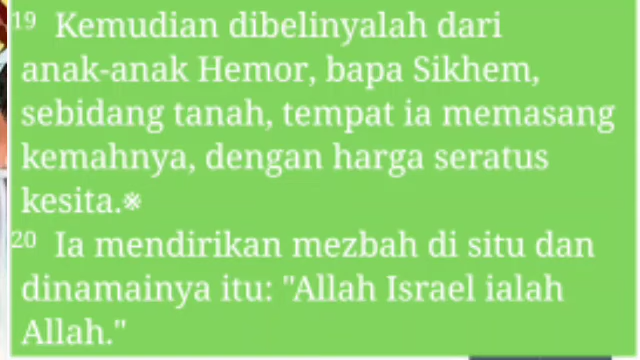 19 Kemudian dibelinyalah dari
anak-anak Hemor, bapa Sikhem,
sebidang tanah, tempat ia memasang
kemahnya, dengan harga seratus
kesita.※
20 Ia mendirikan mezbah di situ dan
dinamainya itu: "Allah Israel ialah
Allah."